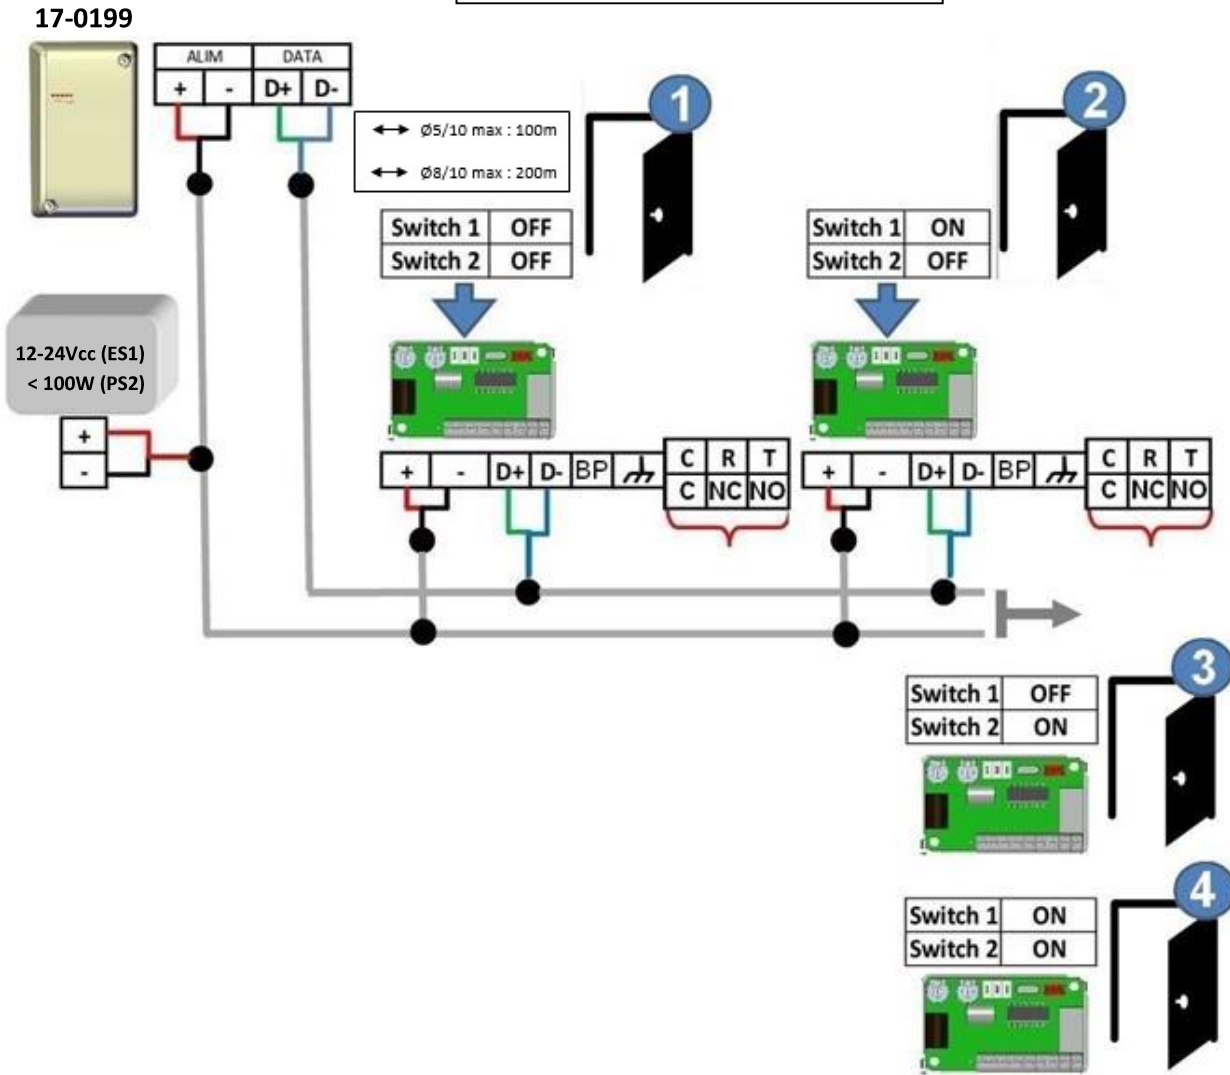 17-0199
ALIM DATA
+ - D+ D-
Ø5/10 max : 100m
Ø8/10 max : 200m
1
2
Switch 1 OFF
Switch 2 OFF
Switch 1 ON
Switch 2 OFF
12-24Vcc (ES1)
< 100W (PS2)
+
-
+ - D+ D- BP C R T
C NC NO
+ - D+ D- BP C R T
C NC NO
3
Switch 1 OFF
Switch 2 ON
4
Switch 1 ON
Switch 2 ON